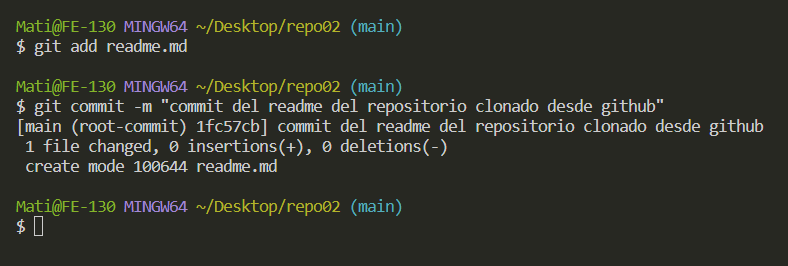 Mati@FE-130 MINGW64 ~/Desktop/repo02 (main)
$ git add readme.md
Mati@FE-130 MINGW64 ~/Desktop/repo02 (main)
$ git commit -m "commit del readme del repositorio clonado desde github"
[main (root-commit) 1fc57cb] commit del readme del repositorio clonado desde github
 1 file changed, 0 insertions(+), 0 deletions(-)
 create mode 100644 readme.md
Mati@FE-130 MINGW64 ~/Desktop/repo02 (main)
$